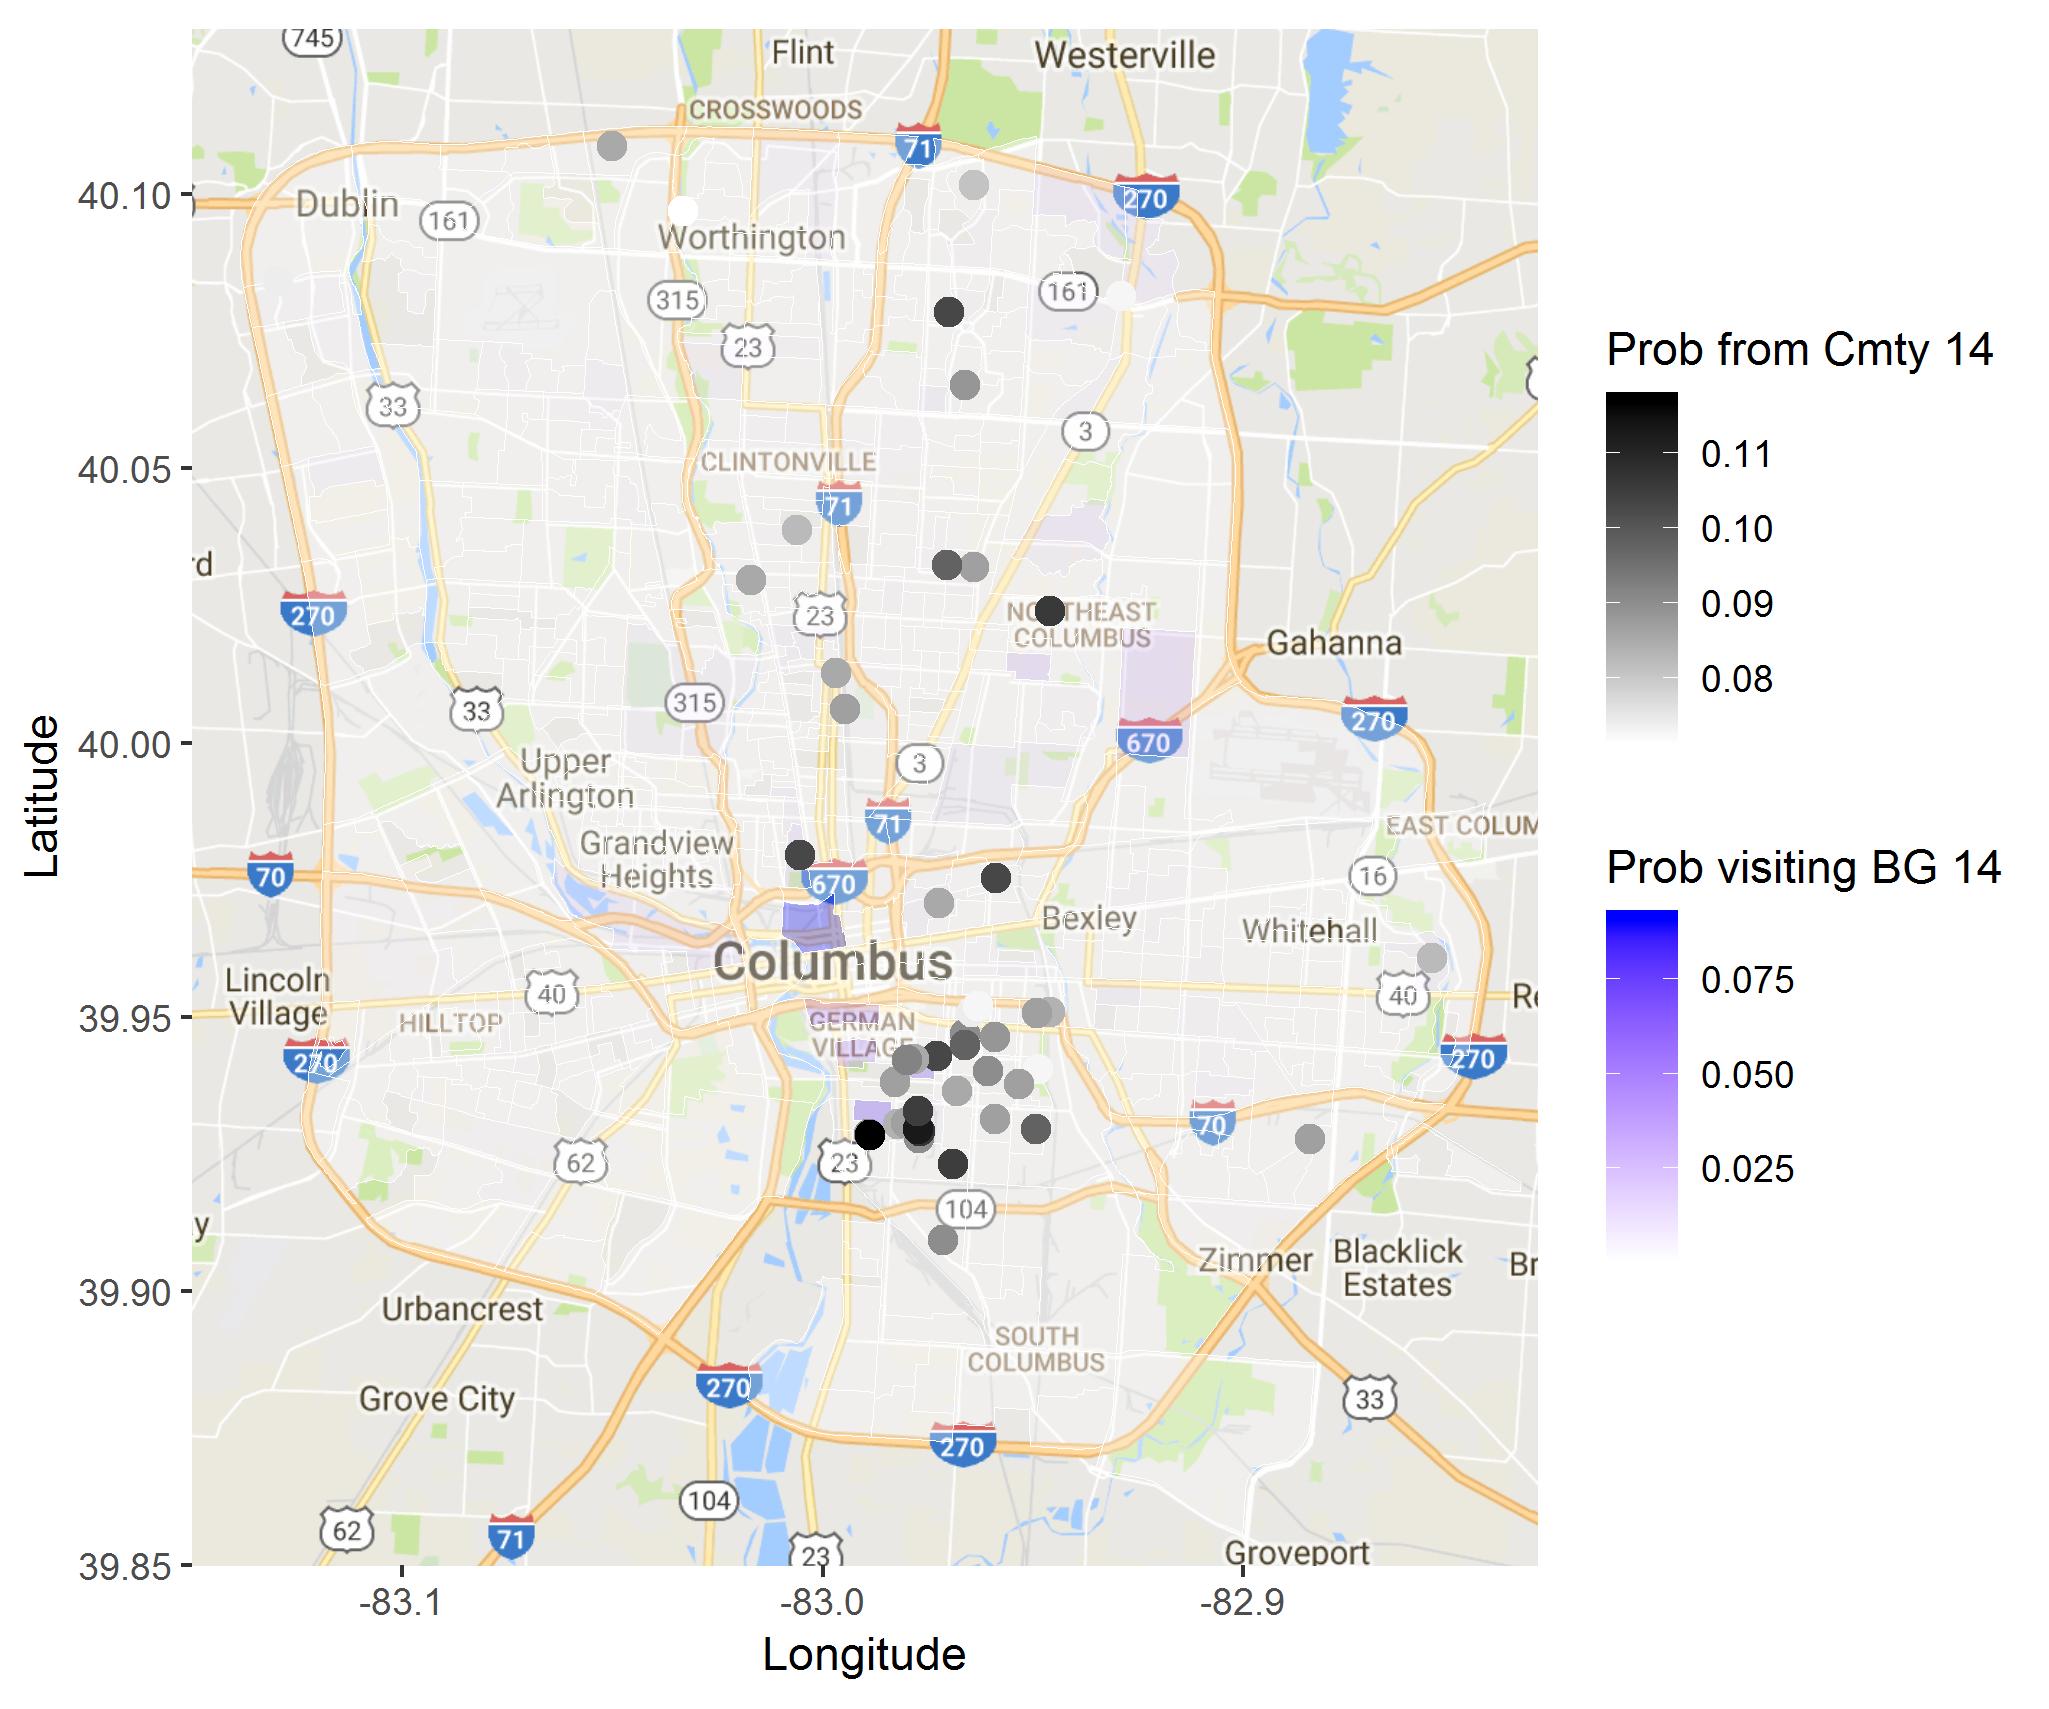 745
Flint
Westerville
CROSSWOODS
71
40.10
Dublin
161
270
Worthington
315
161
23
33
3
40.05
CLINTONVILLE
71
rd
270
23
NORTHEAST
COLUMBUS
Gahanna
33
315
270
40.00
670
3
Upper
Arlington
71
EAST COLUM
Grandview
Heights
70
670
16
Bexley
Whitehall
Columbus
Lincoln
Village
40
40
Re
39.95
HILLTOP
GERMAN
VILLAGE
270
270
70
62
23
104
y
Zimmer
Blacklick
Estates
Br
39.90
Urbancrest
SOUTH
COLUMBUS
270
Grove City
33
270
104
62
71
23
Groveport
39.85
-83.1
-83.0
-82.9
Longitude
Latitude
Prob from Cmty 14
0.11
0.10
0.09
0.08
Prob visiting BG 14
0.075
0.050
0.025